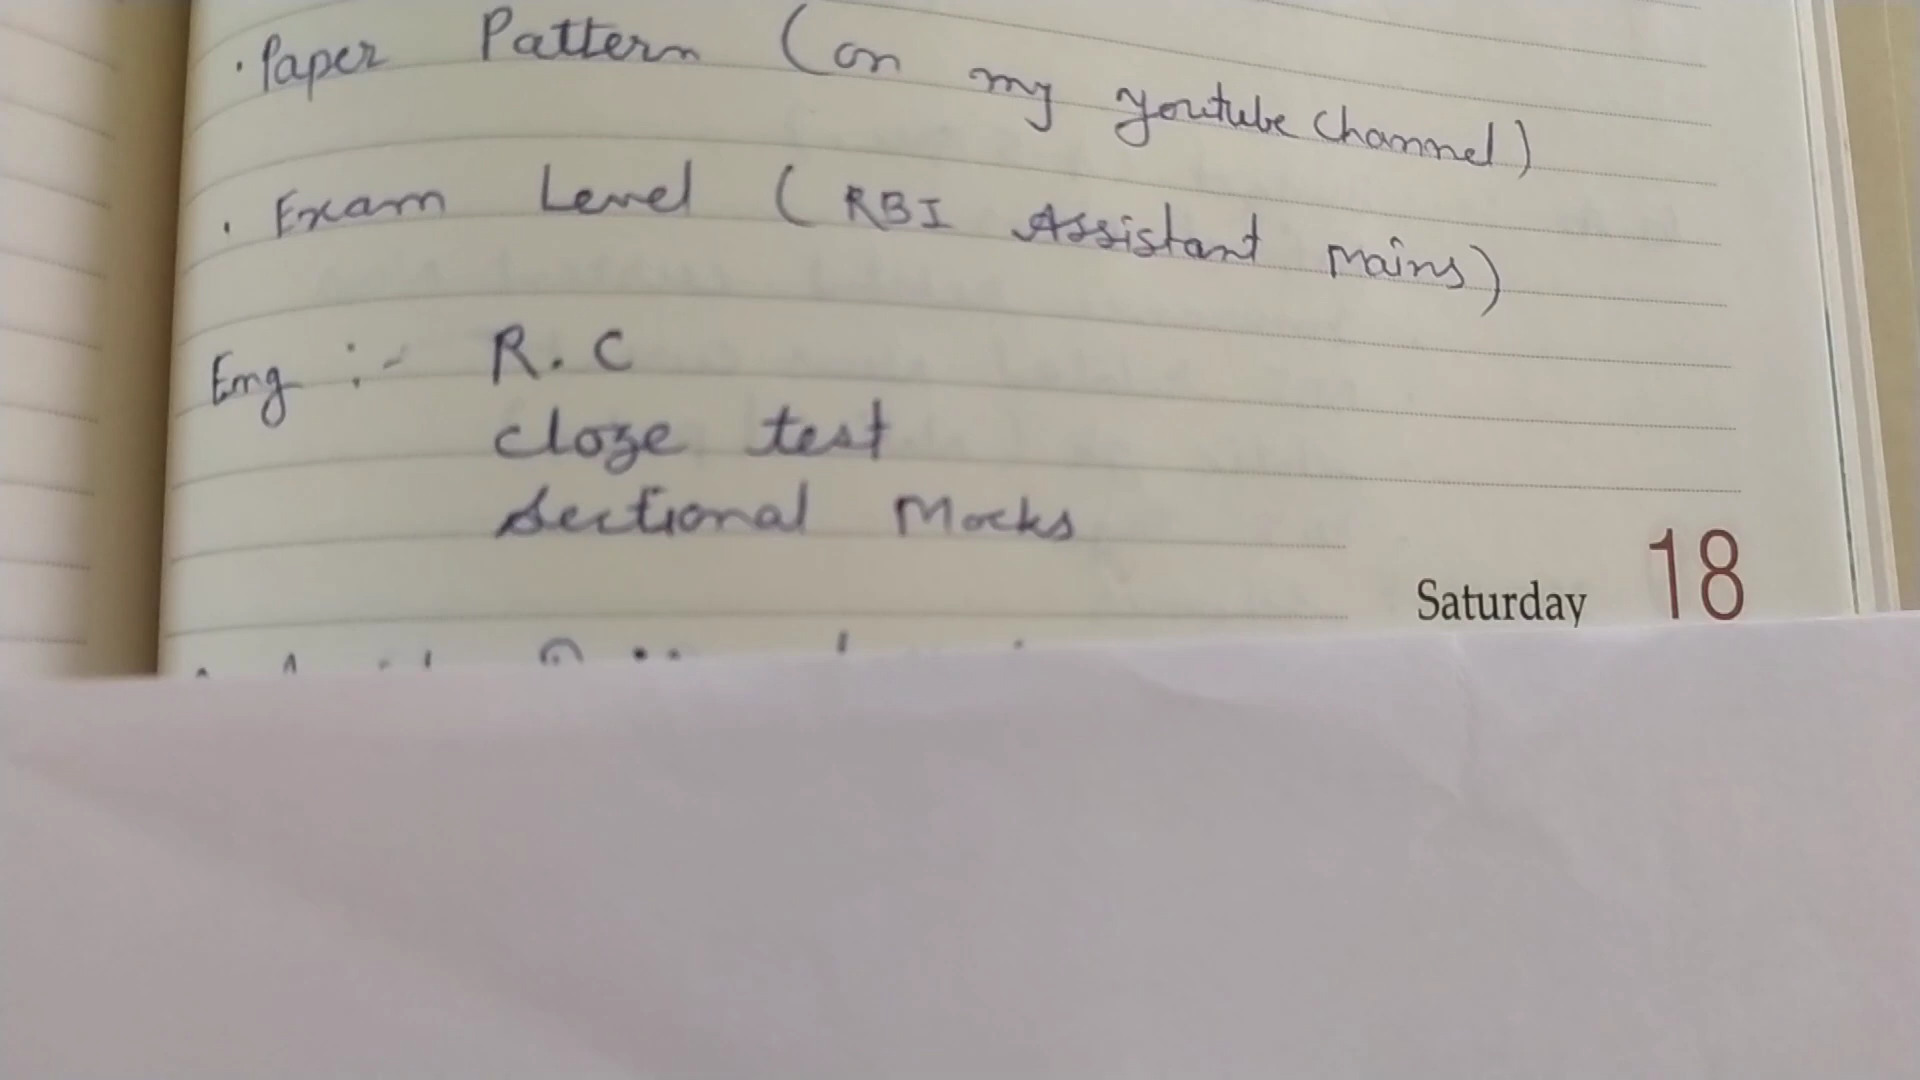 · Paper Pattern (on my youtube channel)
· Exam Level (RBI Assistant Mains)
Eng :- R.C
cloze test
sectional Mocks
Saturday 18